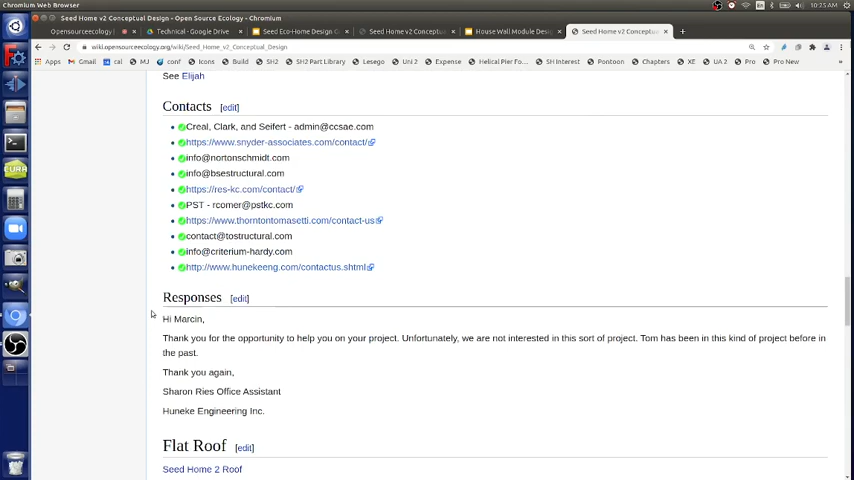 Chromium Web Browser
10:25 AM
Seed Home v2 Conceptual Design - Open Source Ecology - Chromium
Opensourceecology
Technical - Google Drive
Seed Eco-Home Design
Seed Home v2 Conceptual
House Wall Module Design
Seed Home v2 Conceptual
wiki.opensourceecology.org/wiki/Seed_Home_v2_Conceptual_Design
Apps Gmail cal MJ conf Icons Build SH2 SH2 Part Library Lesego Uni 2 Expense Helical Pier Fo... SH Interest Pontoon Chapters XE UA 2 Pro Pro New
See Elijah
Contacts [edit]
Creal, Clark, and Seifert - admin@ccsae.com
https://www.snyder-associates.com/contact/
info@nortonschmidt.com
info@bsestructural.com
https://res-kc.com/contact/
PST - rcomer@pstkc.com
https://www.thorntontomasetti.com/contact-us
contact@tostructural.com
info@criterium-hardy.com
http://www.hunekeeng.com/contactus.shtml
Responses [edit]
Hi Marcin,
Thank you for the opportunity to help you on your project. Unfortunately, we are not interested in this sort of project. Tom has been in this kind of project before in
the past.
Thank you again,
Sharon Ries Office Assistant
Huneke Engineering Inc.
Flat Roof [edit]
Seed Home 2 Roof